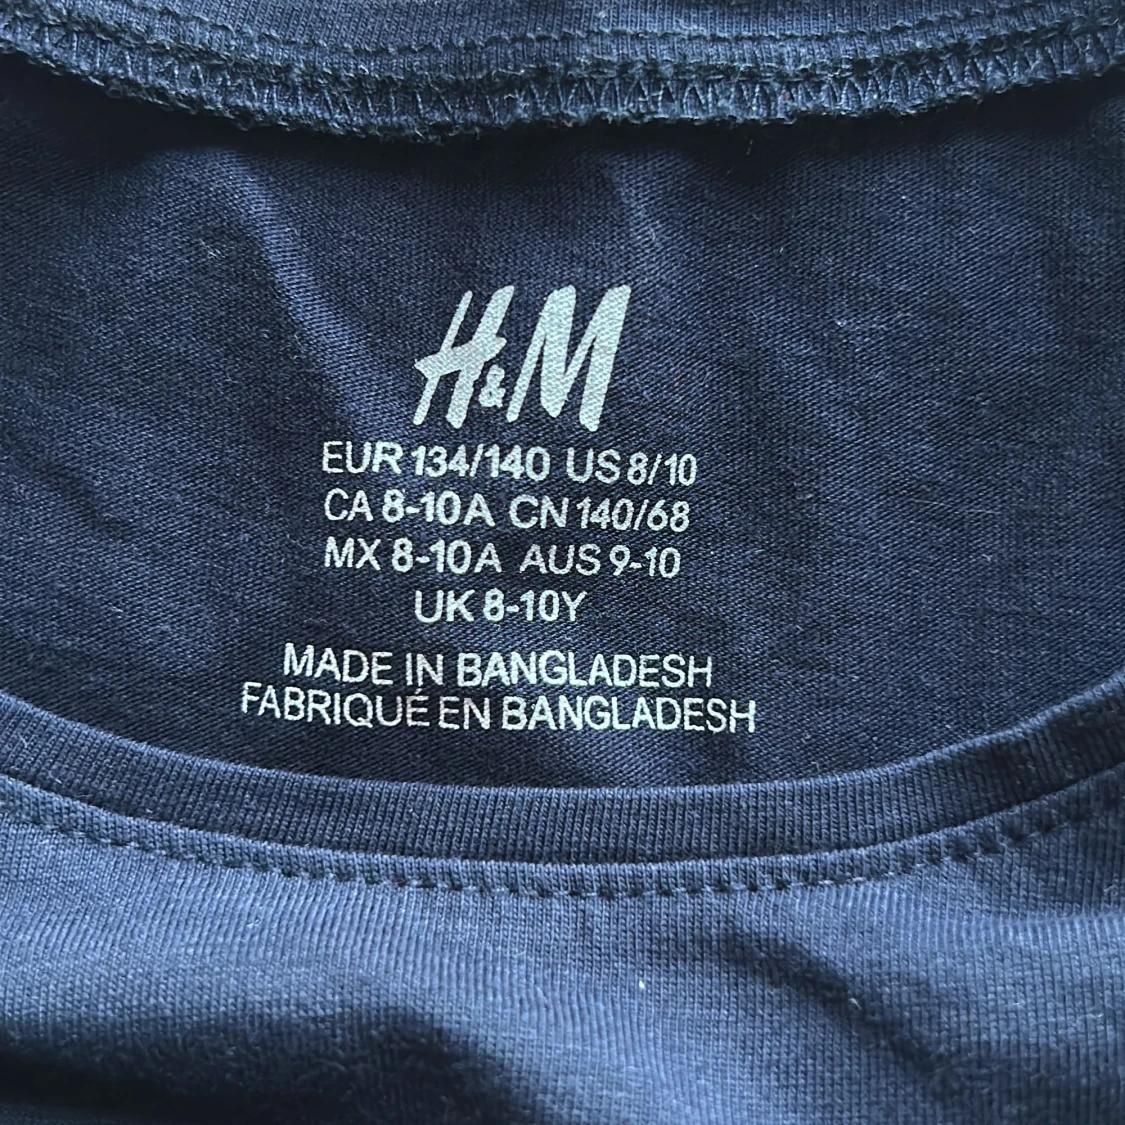 H&M
EUR 134/140 US 8/10
CA 8-10A CN 140/68
MX 8-10A AUS 9-10
UK 8-10Y
MADE IN BANGLADESH
FABRIQUÉ EN BANGLADESH